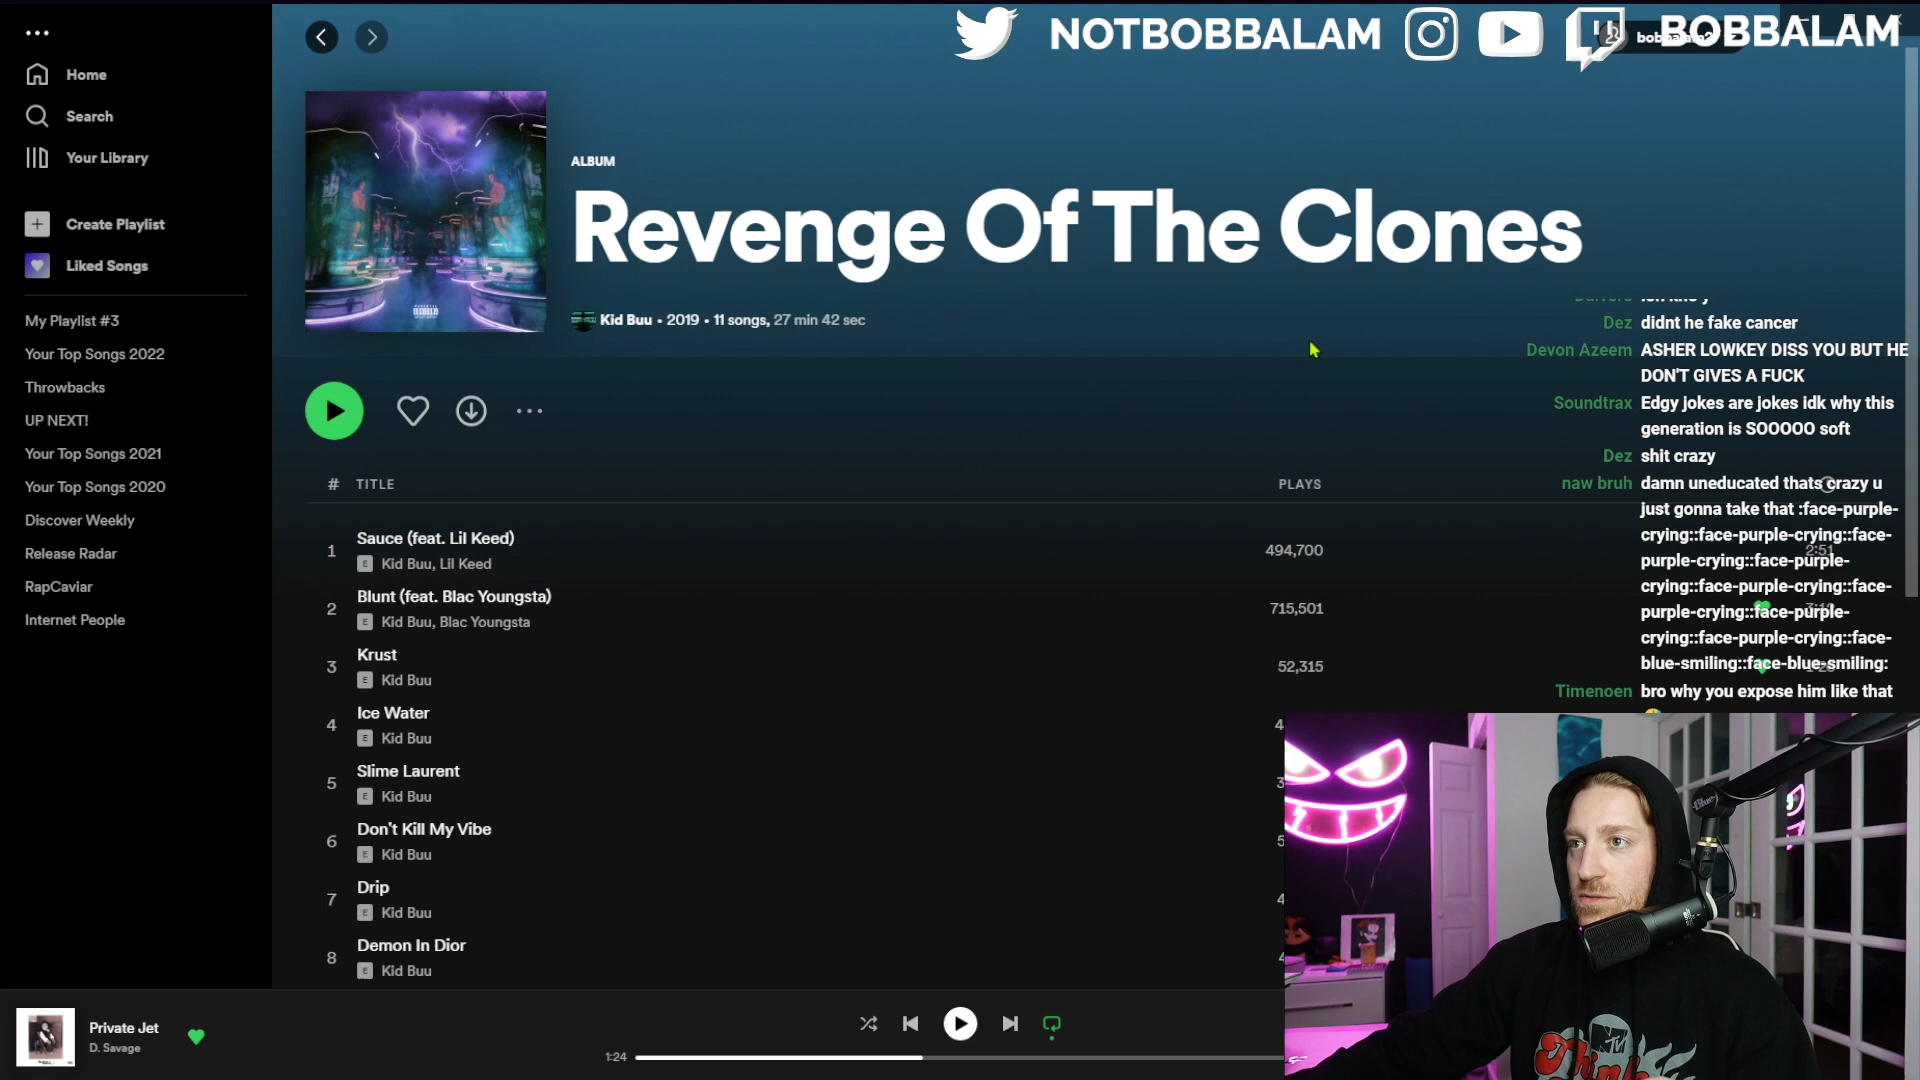 NOTBOBBALAM
BOBBALAM
Home
Search
Your Library
Create Playlist
Liked Songs
My Playlist #3
Your Top Songs 2022
Throwbacks
UP NEXT!
Your Top Songs 2021
Your Top Songs 2020
Discover Weekly
Release Radar
RapCaviar
Internet People
ALBUM
Revenge Of The Clones
Kid Buu • 2019 • 11 songs, 27 min 42 sec
# TITLE PLAYS
1 Sauce (feat. Lil Keed) 494,700 2:51
E Kid Buu, Lil Keed
2 Blunt (feat. Blac Youngsta) 715,501
E Kid Buu, Blac Youngsta
3 Krust 52,315
E Kid Buu
4 Ice Water 4
E Kid Buu
5 Slime Laurent 3
E Kid Buu
6 Don't Kill My Vibe 5
E Kid Buu
7 Drip 4
E Kid Buu
8 Demon In Dior 4
E Kid Buu
Dez didnt he fake cancer
Devon Azeem ASHER LOWKEY DISS YOU BUT HE
DON'T GIVES A FUCK
Soundtrax Edgy jokes are jokes idk why this
generation is SOOOOO soft
Dez shit crazy
naw bruh damn uneducated thats crazy u
just gonna take that :face-purple-
crying::face-purple-crying::face-
purple-crying::face-purple-
crying::face-purple-crying::face-
purple-crying::face-purple-
crying::face-purple-crying::face-
blue-smiling::face-blue-smiling:
Timenoen bro why you expose him like that
Blue
Private Jet
D. Savage
1:24